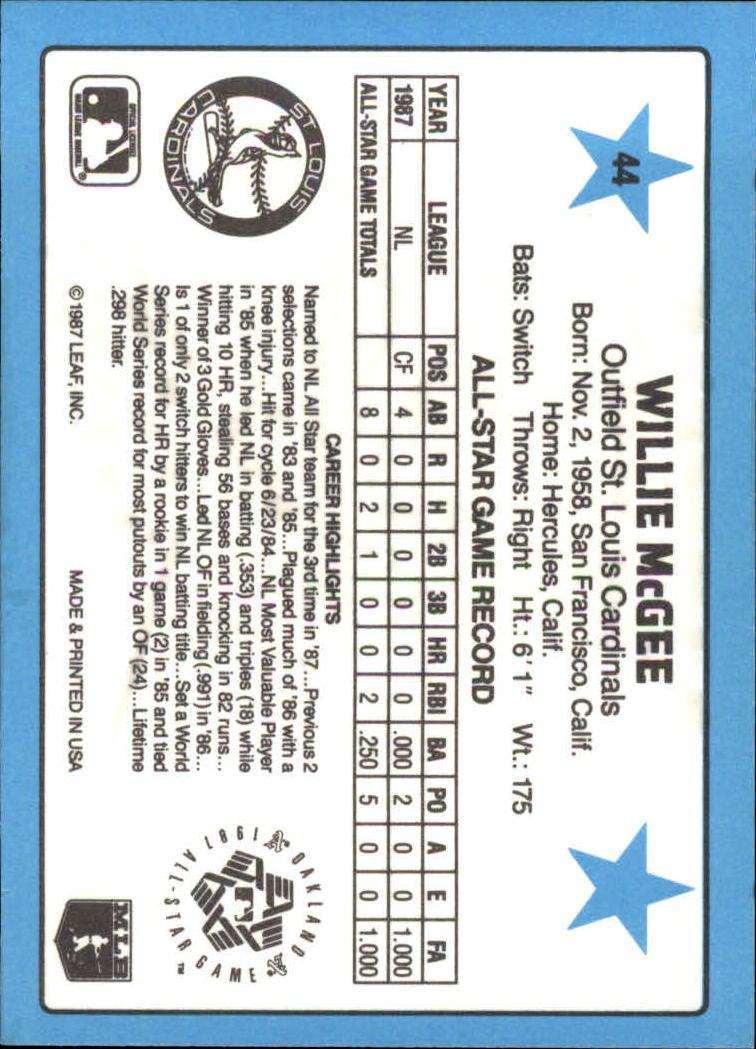 44
WILLIE McGEE
Outfield St. Louis Cardinals
Born: Nov. 2, 1958, San Francisco, Calif.
Home: Hercules, Calif.
Bats: Switch Throws: Right Ht.: 6'1" Wt.: 175
ALL-STAR GAME RECORD
YEAR LEAGUE POS AB R H 2B 3B HR RBI BA PO A E FA
1987 NL CF 4 0 0 0 0 0 0 .000 2 0 0 1.000
ALL-STAR GAME TOTALS 8 0 2 1 0 0 2 .250 5 0 0 1.000
ST. LOUIS
CARDINALS
CAREER HIGHLIGHTS
Named to NL All Star team for the 3rd time in '87...Previous 2
selections came in '83 and '85...Plagued much of '86 with a
knee injury...Hit for cycle 6/23/84...NL Most Valuable Player
in '85 when he led NL in batting (.353) and triples (18) while
hitting 10 HR, stealing 56 bases and knocking in 82 runs...
Winner of 3 Gold Gloves...Led NL OF in fielding (.991) in '86...
Is 1 of only 2 switch hitters to win NL batting title...Set a World
Series record for HR by a rookie in 1 game (2) in '85 and tied
World Series record for most putouts by an OF (24)...Lifetime
.298 hitter.
OAKLAND
1987 ALL-STAR GAME TM
OFFICIAL LICENSEE
MAJOR LEAGUE BASEBALL ®
© 1987 LEAF, INC.
MADE & PRINTED IN USA
MLB